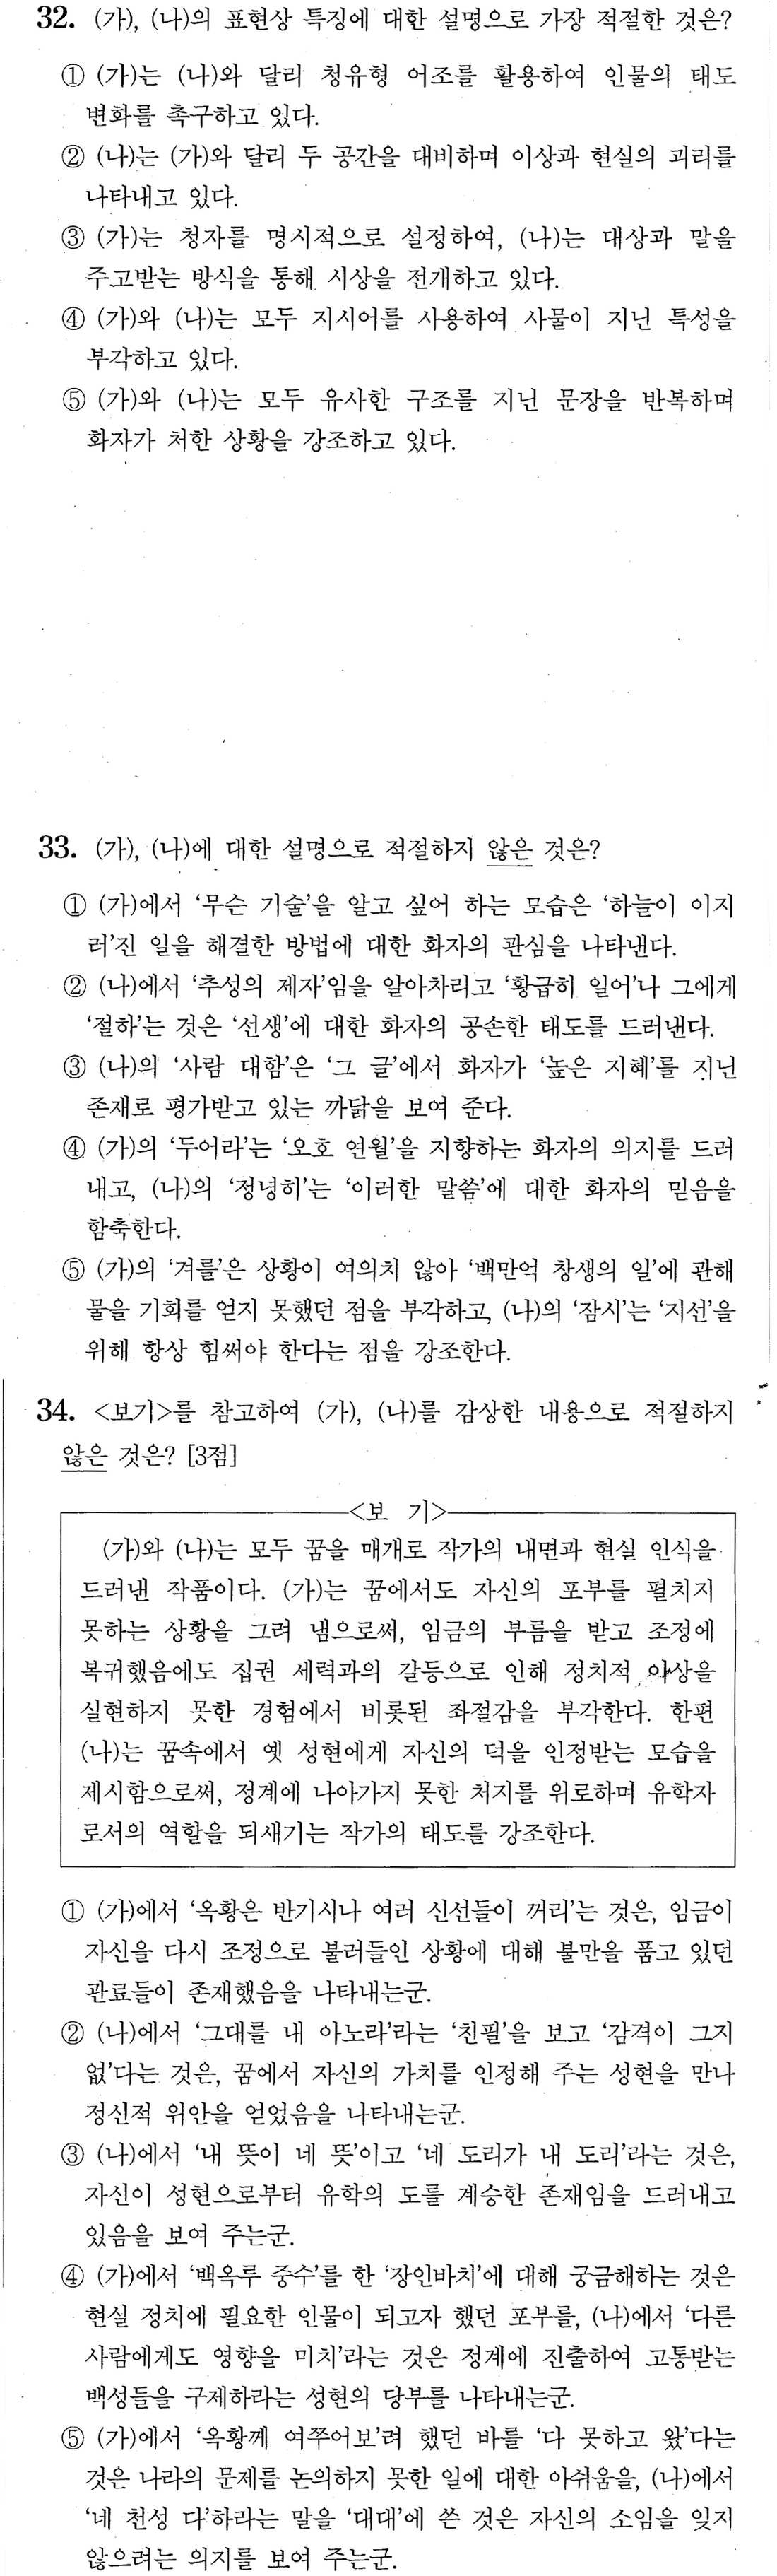 32. (가), (나)의 표현상 특징에 대한 설명으로 가장 적절한 것은?
① (가)는 (나)와 달리 청유형 어조를 활용하여 인물의 태도
변화를 촉구하고 있다.
② (나)는 (가)와 달리 두 공간을 대비하며 이상과 현실의 괴리를
나타내고 있다.
③ (가)는 청자를 명시적으로 설정하여, (나)는 대상과 말을
주고받는 방식을 통해 시상을 전개하고 있다.
④ (가)와 (나)는 모두 지시어를 사용하여 사물이 지닌 특성을
부각하고 있다.
⑤ (가)와 (나)는 모두 유사한 구조를 지닌 문장을 반복하며
화자가 처한 상황을 강조하고 있다.
33. (가), (나)에 대한 설명으로 적절하지 않은 것은?
① (가)에서 ‘무슨 기술’을 알고 싶어 하는 모습은 ‘하늘이 이지
러’진 일을 해결한 방법에 대한 화자의 관심을 나타낸다.
② (나)에서 ‘추성의 제자’임을 알아차리고 ‘황급히 일어’나 그에게
‘절하’는 것은 ‘선생’에 대한 화자의 공손한 태도를 드러낸다.
③ (나)의 ‘사람 대함’은 ‘그 글’에서 화자가 ‘높은 지혜’를 지닌
존재로 평가받고 있는 까닭을 보여 준다.
④ (가)의 ‘두어라’는 ‘오호 연월’을 지향하는 화자의 의지를 드러
내고, (나)의 ‘정녕히’는 ‘이러한 말씀’에 대한 화자의 믿음을
함축한다.
⑤ (가)의 ‘겨를’은 상황이 여의치 않아 ‘백만억 창생의 일’에 관해
물을 기회를 얻지 못했던 점을 부각하고, (나)의 ‘잠시’는 ‘지선’을
위해 항상 힘써야 한다는 점을 강조한다.
34. <보기>를 참고하여 (가), (나)를 감상한 내용으로 적절하지
않은 것은? [3점]
<보 기>
(가)와 (나)는 모두 꿈을 매개로 작가의 내면과 현실 인식을
드러낸 작품이다. (가)는 꿈에서도 자신의 포부를 펼치지
못하는 상황을 그려 냄으로써, 임금의 부름을 받고 조정에
복귀했음에도 집권 세력과의 갈등으로 인해 정치적 이상을
실현하지 못한 경험에서 비롯된 좌절감을 부각한다. 한편
(나)는 꿈속에서 옛 성현에게 자신의 덕을 인정받는 모습을
제시함으로써, 정계에 나아가지 못한 처지를 위로하며 유학자
로서의 역할을 되새기는 작가의 태도를 강조한다.
① (가)에서 ‘옥황은 반기시나 여러 신선들이 꺼리’는 것은, 임금이
자신을 다시 조정으로 불러들인 상황에 대해 불만을 품고 있던
관료들이 존재했음을 나타내는군.
② (나)에서 ‘그대를 내 아노라’라는 ‘친필’을 보고 ‘감격이 그지
없’다는 것은, 꿈에서 자신의 가치를 인정해 주는 성현을 만나
정신적 위안을 얻었음을 나타내는군.
③ (나)에서 ‘내 뜻이 네 뜻’이고 ‘네 도리가 내 도리’라는 것은,
자신이 성현으로부터 유학의 도를 계승한 존재임을 드러내고
있음을 보여 주는군.
④ (가)에서 ‘백옥루 중수’를 한 ‘장인바치’에 대해 궁금해하는 것은
현실 정치에 필요한 인물이 되고자 했던 포부를, (나)에서 ‘다른
사람에게도 영향을 미치’라는 것은 정계에 진출하여 고통받는
백성들을 구제하라는 성현의 당부를 나타내는군.
⑤ (가)에서 ‘옥황께 여쭈어보’려 했던 바를 ‘다 못하고 왔’다는
것은 나라의 문제를 논의하지 못한 일에 대한 아쉬움을, (나)에서
‘네 천성 다’하라는 말을 ‘대대’에 쓴 것은 자신의 소임을 잊지
않으려는 의지를 보여 주는군.